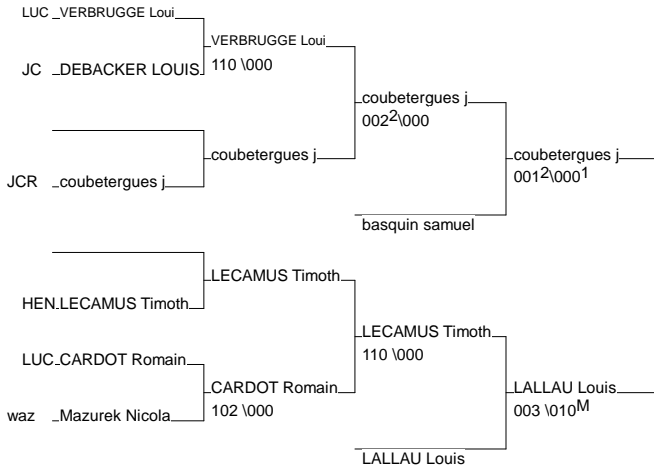 LUC VERBRUGGE Loui
VERBRUGGE Loui
110 \000
JC DEBACKER LOUIS
coubetergues j
002² \000
coubetergues j
JCR coubetergues j
coubetergues j
001²\000¹
basquin samuel
LECAMUS Timoth
HEN LECAMUS Timoth
LECAMUS Timoth
110 \000
LUC CARDOT Romain
CARDOT Romain
102 \000
waz Mazurek Nicola
LALLAU Louis
003 \010ᴹ
LALLAU Louis